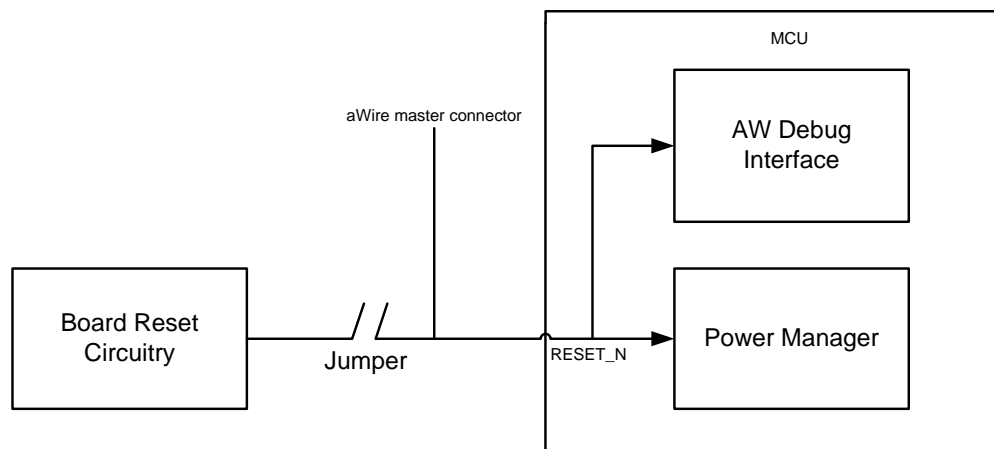 MCU
aWire master connector
AW Debug
Interface
Board Reset
Circuitry
Jumper
RESET_N
Power Manager